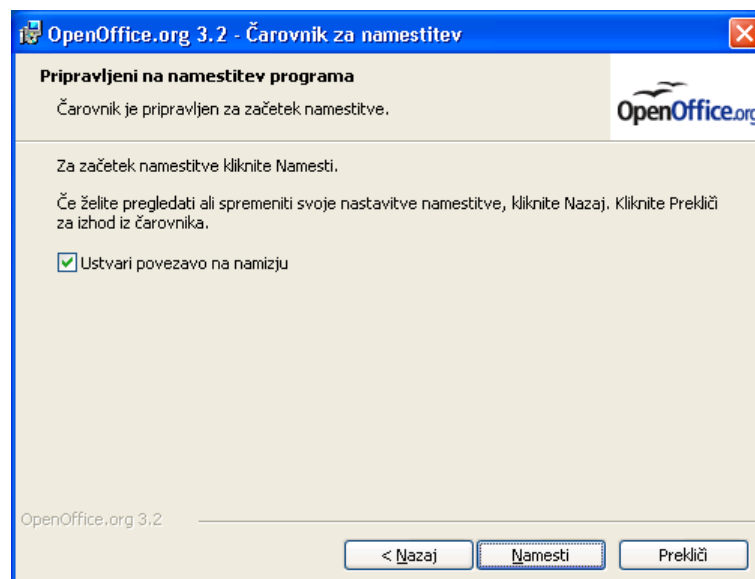 OpenOffice.org 3.2 - Čarovnik za namestitev
Pripravljeni na namestitev programa
Čarovnik je pripravljen za začetek namestitve.
OpenOffice.org
Za začetek namestitve kliknite Namesti.
Če želite pregledati ali spremeniti svoje nastavitve namestitve, kliknite Nazaj. Kliknite Prekliči
za izhod iz čarovnika.
Ustvari povezavo na namizju
OpenOffice.org 3.2
< Nazaj
Namesti
Prekliči